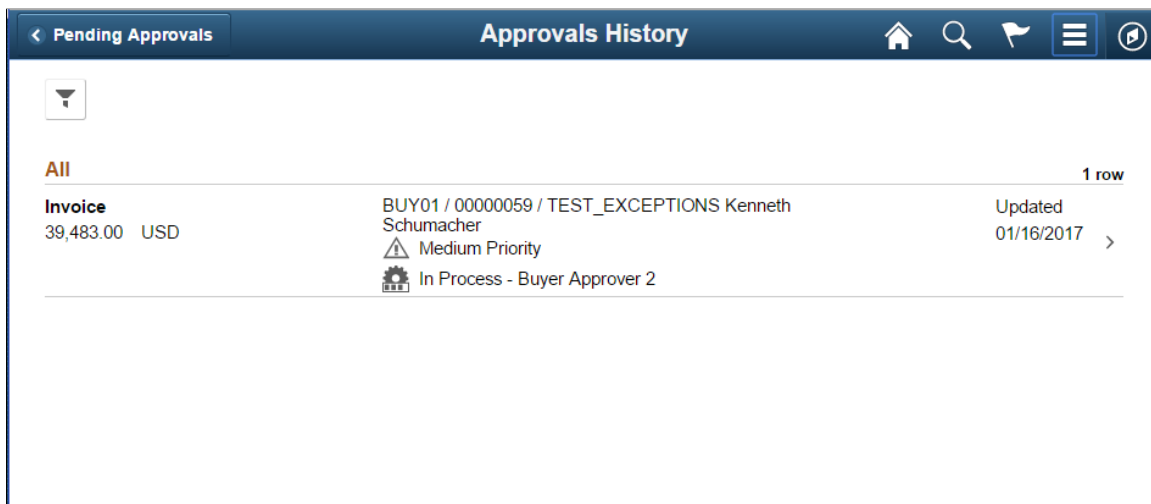 Pending Approvals
Approvals History
All
1 row
Invoice
39,483.00 USD
BUY01 / 00000059 / TEST_EXCEPTIONS Kenneth
Schumacher
Medium Priority
In Process - Buyer Approver 2
Updated
01/16/2017